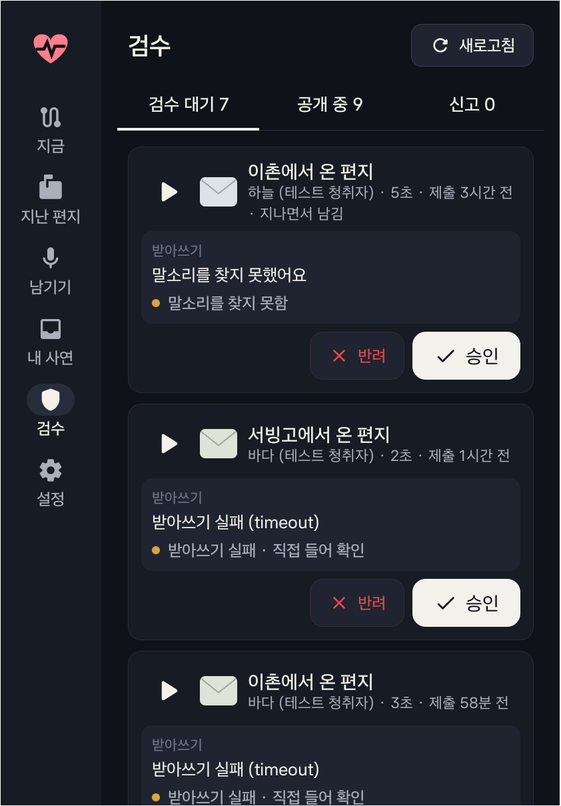 검수
새로고침
지금
지난 편지
남기기
내 사연
검수
설정
검수 대기 7
공개 중 9
신고 0
이촌에서 온 편지
하늘 (테스트 청취자) · 5초 · 제출 3시간 전
· 지나면서 남김
받아쓰기
말소리를 찾지 못했어요
말소리를 찾지 못함
반려
승인
서빙고에서 온 편지
바다 (테스트 청취자) · 2초 · 제출 1시간 전
받아쓰기
받아쓰기 실패 (timeout)
받아쓰기 실패 · 직접 들어 확인
반려
승인
이촌에서 온 편지
바다 (테스트 청취자) · 3초 · 제출 58분 전
받아쓰기
받아쓰기 실패 (timeout)
받아쓰기 실패 · 직접 들어 확인